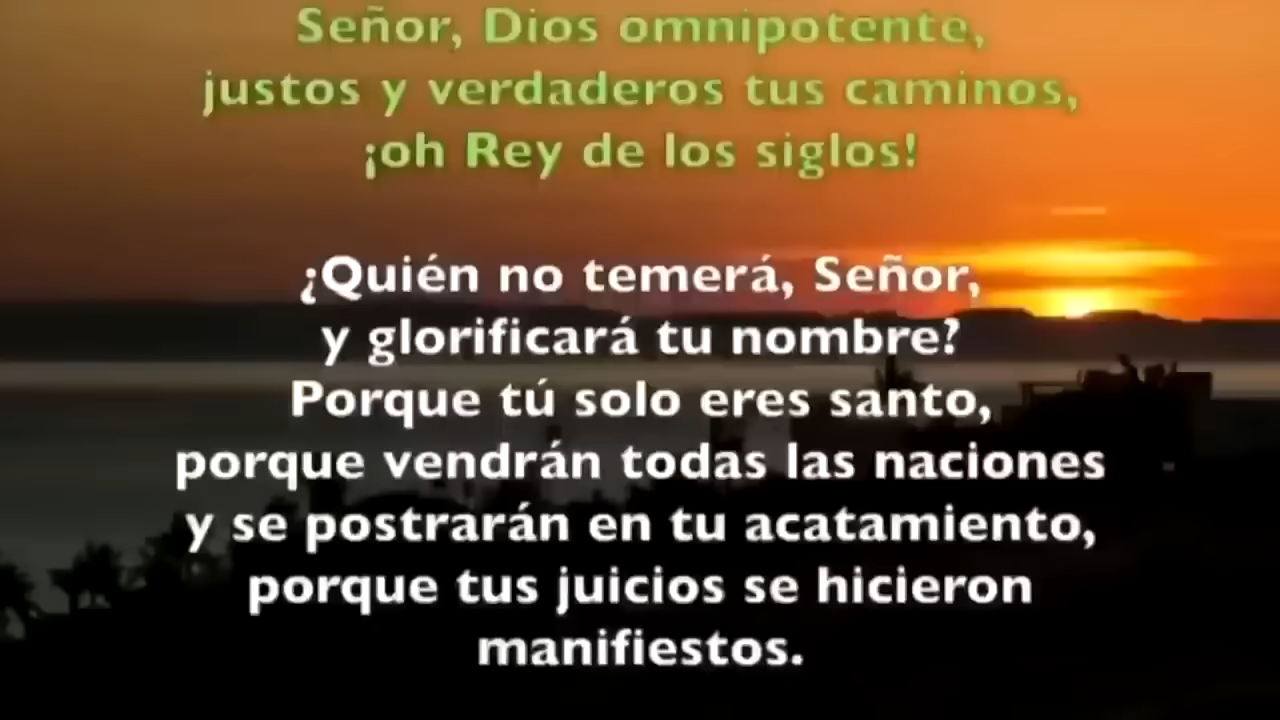 Señor, Dios omnipotente,
justos y verdaderos tus caminos,
¡oh Rey de los siglos!
¿Quién no temerá, Señor,
y glorificará tu nombre?
Porque tú solo eres santo,
porque vendrán todas las naciones
y se postrarán en tu acatamiento,
porque tus juicios se hicieron
manifiestos.